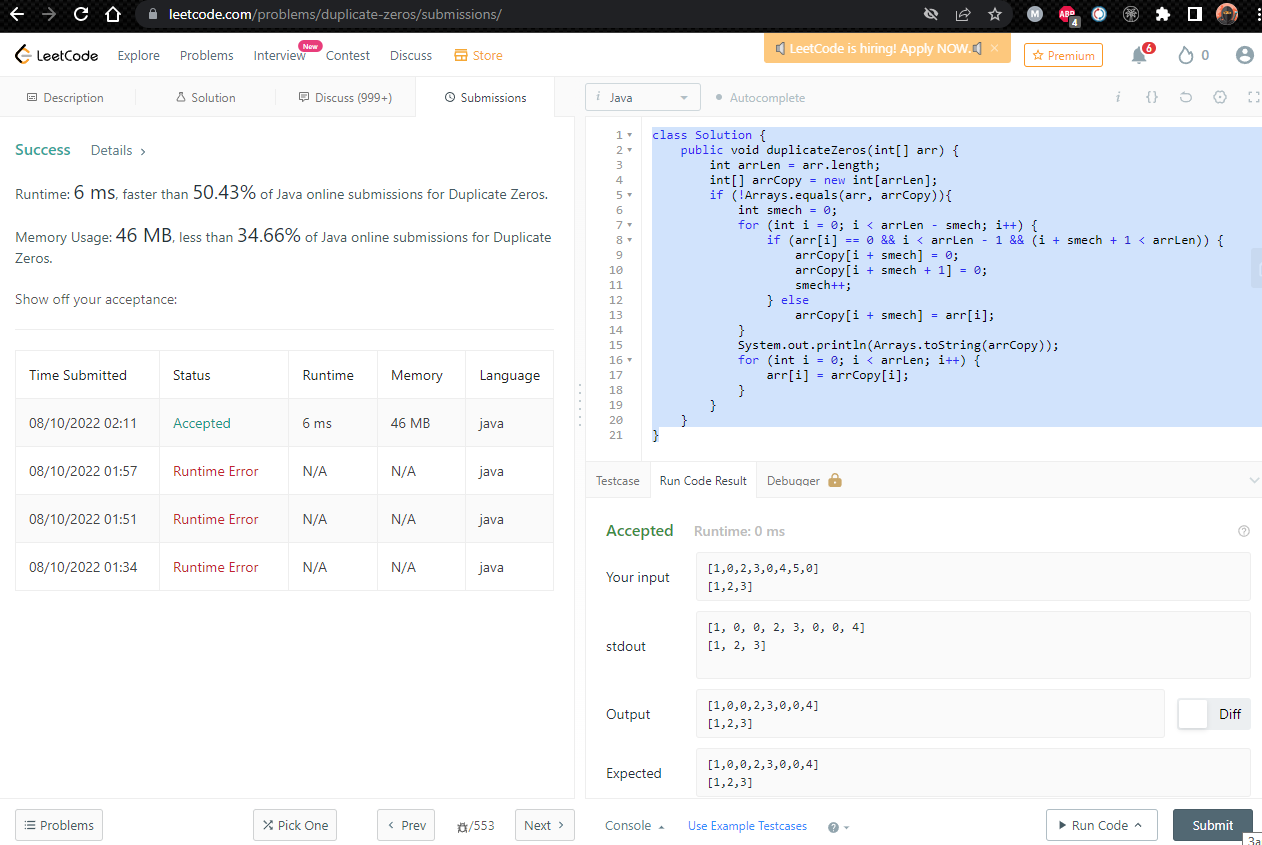 leetcode.com/problems/duplicate-zeros/submissions/
M
ABP
4
LeetCode
Explore
Problems
Interview
New
Contest
Discuss
Store
LeetCode is hiring! Apply NOW.
×
Premium
6
0
Description
Solution
Discuss (999+)
Submissions
i Java
Autocomplete
i
{}
Success
Details >
Runtime: 6 ms, faster than 50.43% of Java online submissions for Duplicate Zeros.
Memory Usage: 46 MB, less than 34.66% of Java online submissions for Duplicate
Zeros.
Show off your acceptance:
Time Submitted Status Runtime Memory Language
08/10/2022 02:11 Accepted 6 ms 46 MB java
08/10/2022 01:57 Runtime Error N/A N/A java
08/10/2022 01:51 Runtime Error N/A N/A java
08/10/2022 01:34 Runtime Error N/A N/A java
1 class Solution {
2 public void duplicateZeros(int[] arr) {
3 int arrLen = arr.length;
4 int[] arrCopy = new int[arrLen];
5 if (!Arrays.equals(arr, arrCopy)){
6 int smech = 0;
7 for (int i = 0; i < arrLen - smech; i++) {
8 if (arr[i] == 0 && i < arrLen - 1 && (i + smech + 1 < arrLen)) {
9 arrCopy[i + smech] = 0;
10 arrCopy[i + smech + 1] = 0;
11 smech++;
12 } else
13 arrCopy[i + smech] = arr[i];
14 }
15 System.out.println(Arrays.toString(arrCopy));
16 for (int i = 0; i < arrLen; i++) {
17 arr[i] = arrCopy[i];
18 }
19 }
20 }
21 }
Testcase
Run Code Result
Debugger
Accepted
Runtime: 0 ms
Your input
[1,0,2,3,0,4,5,0]
[1,2,3]
stdout
[1, 0, 0, 2, 3, 0, 0, 4]
[1, 2, 3]
Output
[1,0,0,2,3,0,0,4]
[1,2,3]
Diff
Expected
[1,0,0,2,3,0,0,4]
[1,2,3]
Problems
Pick One
< Prev
/553
Next >
Console
Use Example Testcases
Run Code
Submit
За